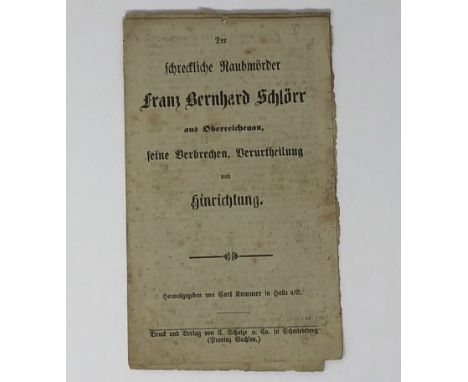 Der
schreckliche Raubmörder
Franz Bernhard Schlörr
aus Oberreichenau,
seine Verbrechen, Verurtheilung
und
Hinrichtung.
Herausgegeben von Carl Kummer in Halle a/S.
Druck und Verlag von C. Schulze u. Co. in Schmiedeberg
(Provinz Sachsen.)